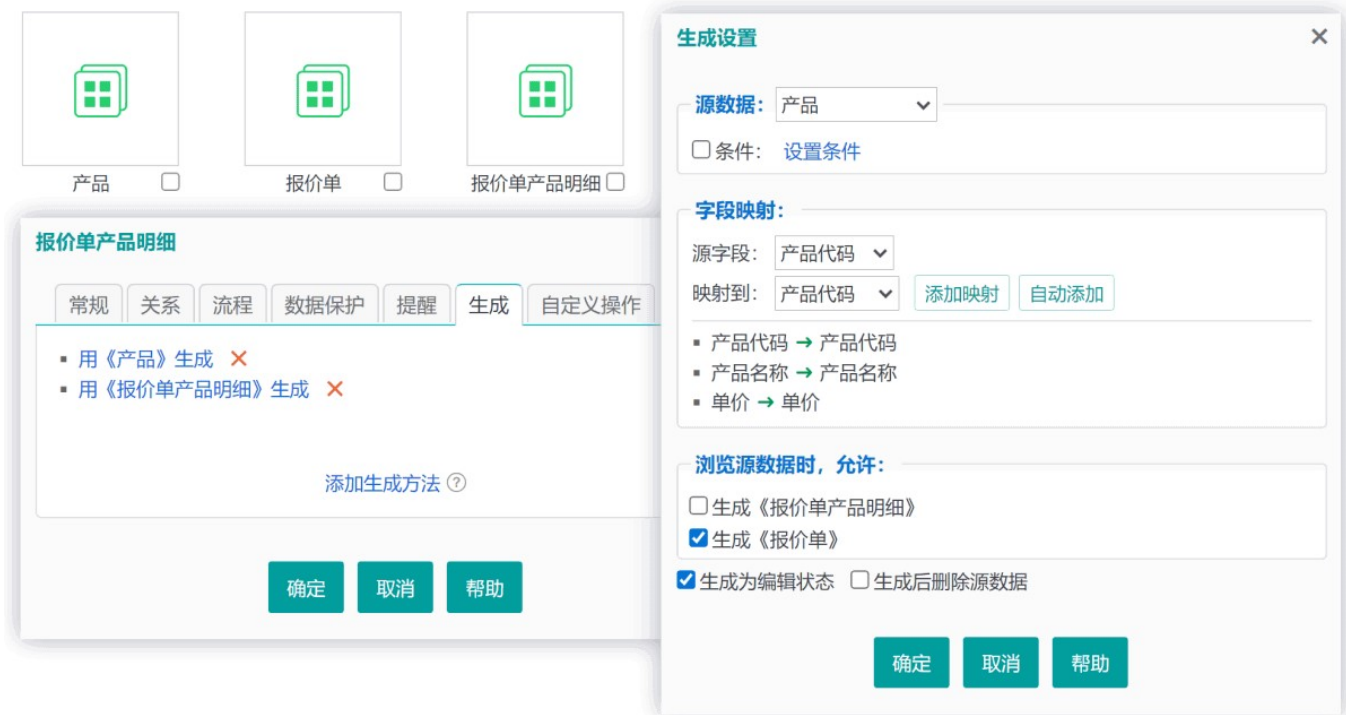 产品
报价单
报价单产品明细
报价单产品明细
常规
关系
流程
数据保护
提醒
生成
自定义操作
▪ 用《产品》生成 ✕
▪ 用《报价单产品明细》生成 ✕
添加生成方法 ?
确定 取消 帮助
生成设置 ×
源数据: 产品
条件: 设置条件
字段映射:
源字段: 产品代码
映射到: 产品代码 添加映射 自动添加
▪ 产品代码 → 产品代码
▪ 产品名称 → 产品名称
▪ 单价 → 单价
浏览源数据时，允许:
生成《报价单产品明细》
生成《报价单》
生成为编辑状态 生成后删除源数据
确定 取消 帮助